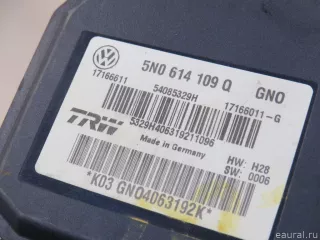 5N0 614 109 Q GNO
17166611
54085329H
17166011-G
TRW
5329H406319211096
Made in Germany
HW: H28
SW: 0006
*K03 GNO4063192K*
eaural.ru